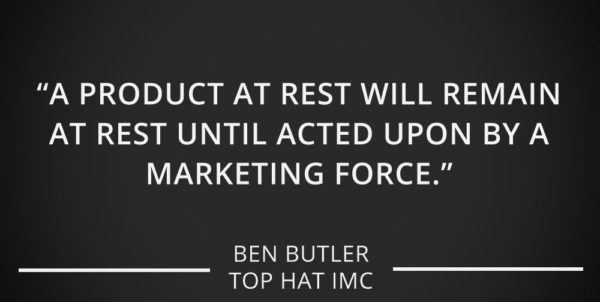 “A PRODUCT AT REST WILL REMAIN
AT REST UNTIL ACTED UPON BY A
MARKETING FORCE.”
BEN BUTLER
TOP HAT IMC